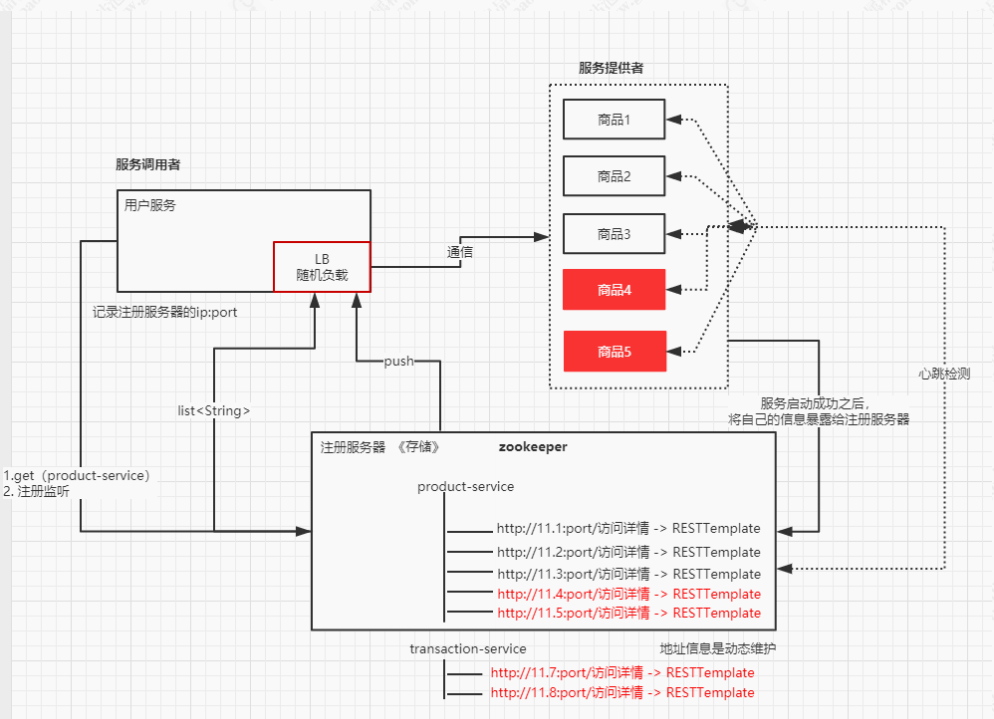 服务提供者
商品1
商品2
商品3
商品4
商品5
服务调用者
用户服务
LB
随机负载
通信
记录注册服务器的ip:port
push
list<String>
心跳检测
服务启动成功之后,
将自己的信息暴露给注册服务器
1.get（product-service）
2. 注册监听
注册服务器 《存储》 zookeeper
product-service
http://11.1:port/访问详情 -> RESTTemplate
http://11.2:port/访问详情 -> RESTTemplate
http://11.3:port/访问详情 -> RESTTemplate
http://11.4:port/访问详情 -> RESTTemplate
http://11.5:port/访问详情 -> RESTTemplate
transaction-service 地址信息是动态维护
http://11.7:port/访问详情 -> RESTTemplate
http://11.8:port/访问详情 -> RESTTemplate